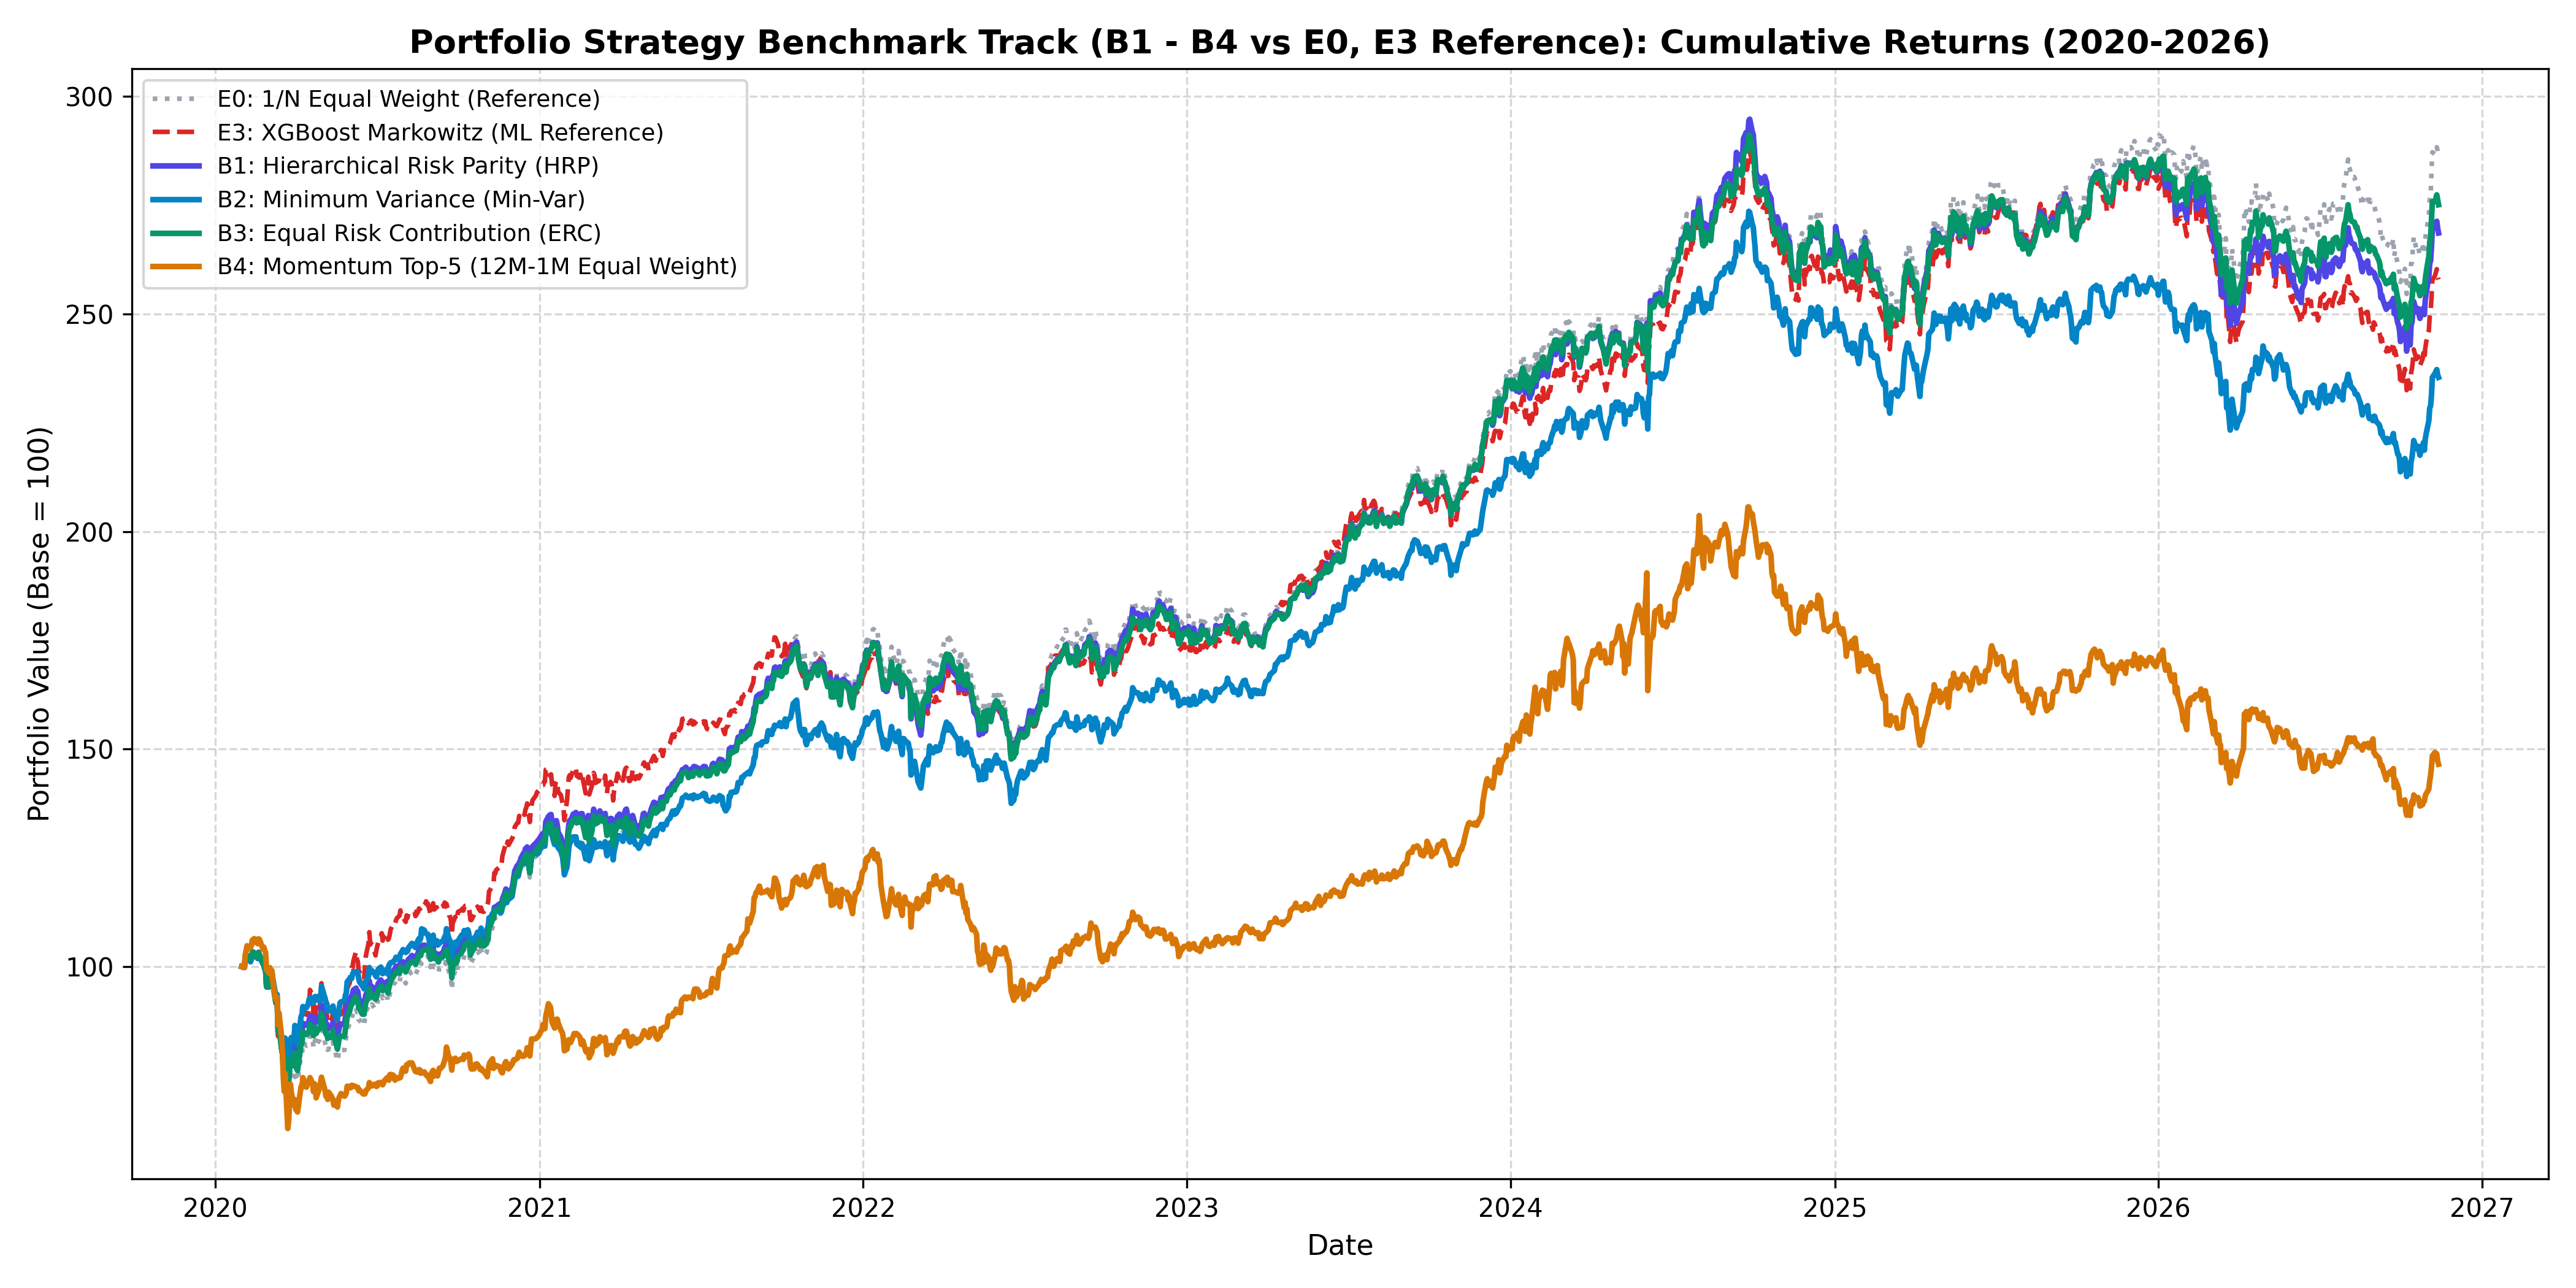 Portfolio Strategy Benchmark Track (B1 - B4 vs E0, E3 Reference): Cumulative Returns (2020-2026)
E0: 1/N Equal Weight (Reference)
E3: XGBoost Markowitz (ML Reference)
B1: Hierarchical Risk Parity (HRP)
B2: Minimum Variance (Min-Var)
B3: Equal Risk Contribution (ERC)
B4: Momentum Top-5 (12M-1M Equal Weight)
Portfolio Value (Base = 100)
300
250
200
150
100
2020 2021 2022 2023 2024 2025 2026 2027
Date